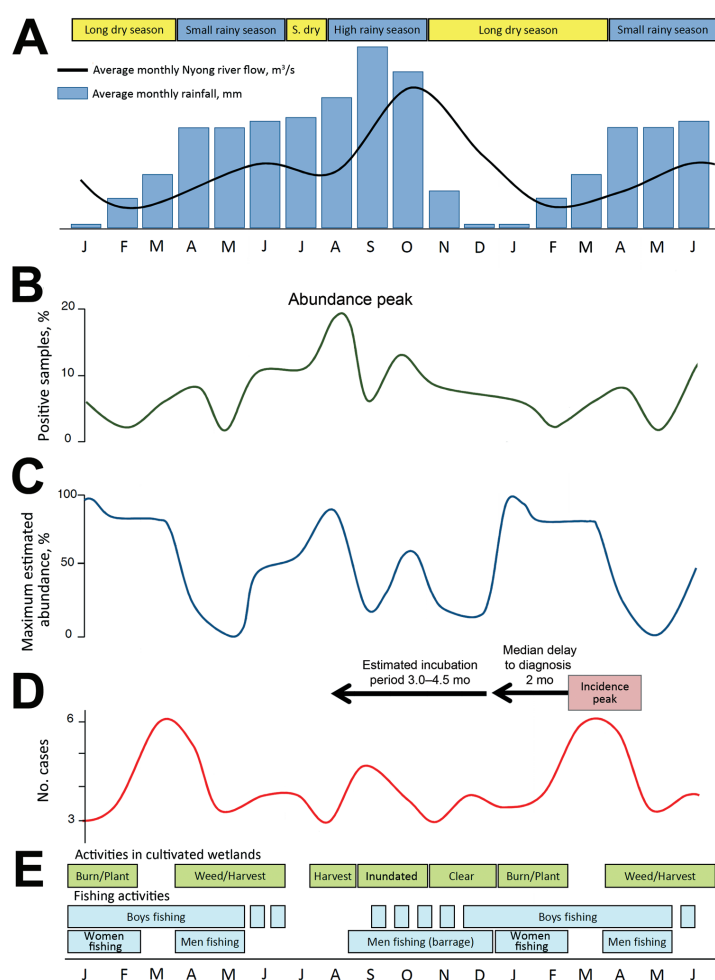 A
Long dry season Small rainy season S. dry High rainy season Long dry season Small rainy season
Average monthly Nyong river flow, m³/s
Average monthly rainfall, mm
J F M A M J J A S O N D J F M A M J
B
Abundance peak
Positive samples, %
20
10
0
C
Maximum estimated
abundance, %
100
50
0
D
Estimated incubation
period 3.0–4.5 mo
Median delay
to diagnosis
2 mo
Incidence
peak
No. cases
6
3
E
Activities in cultivated wetlands
Burn/Plant Weed/Harvest Harvest Inundated Clear Burn/Plant Weed/Harvest
Fishing activities
Boys fishing Boys fishing
Women
fishing
Men fishing Men fishing (barrage)
Women
fishing
Men fishing
J F M A M J J A S O N D J F M A M J